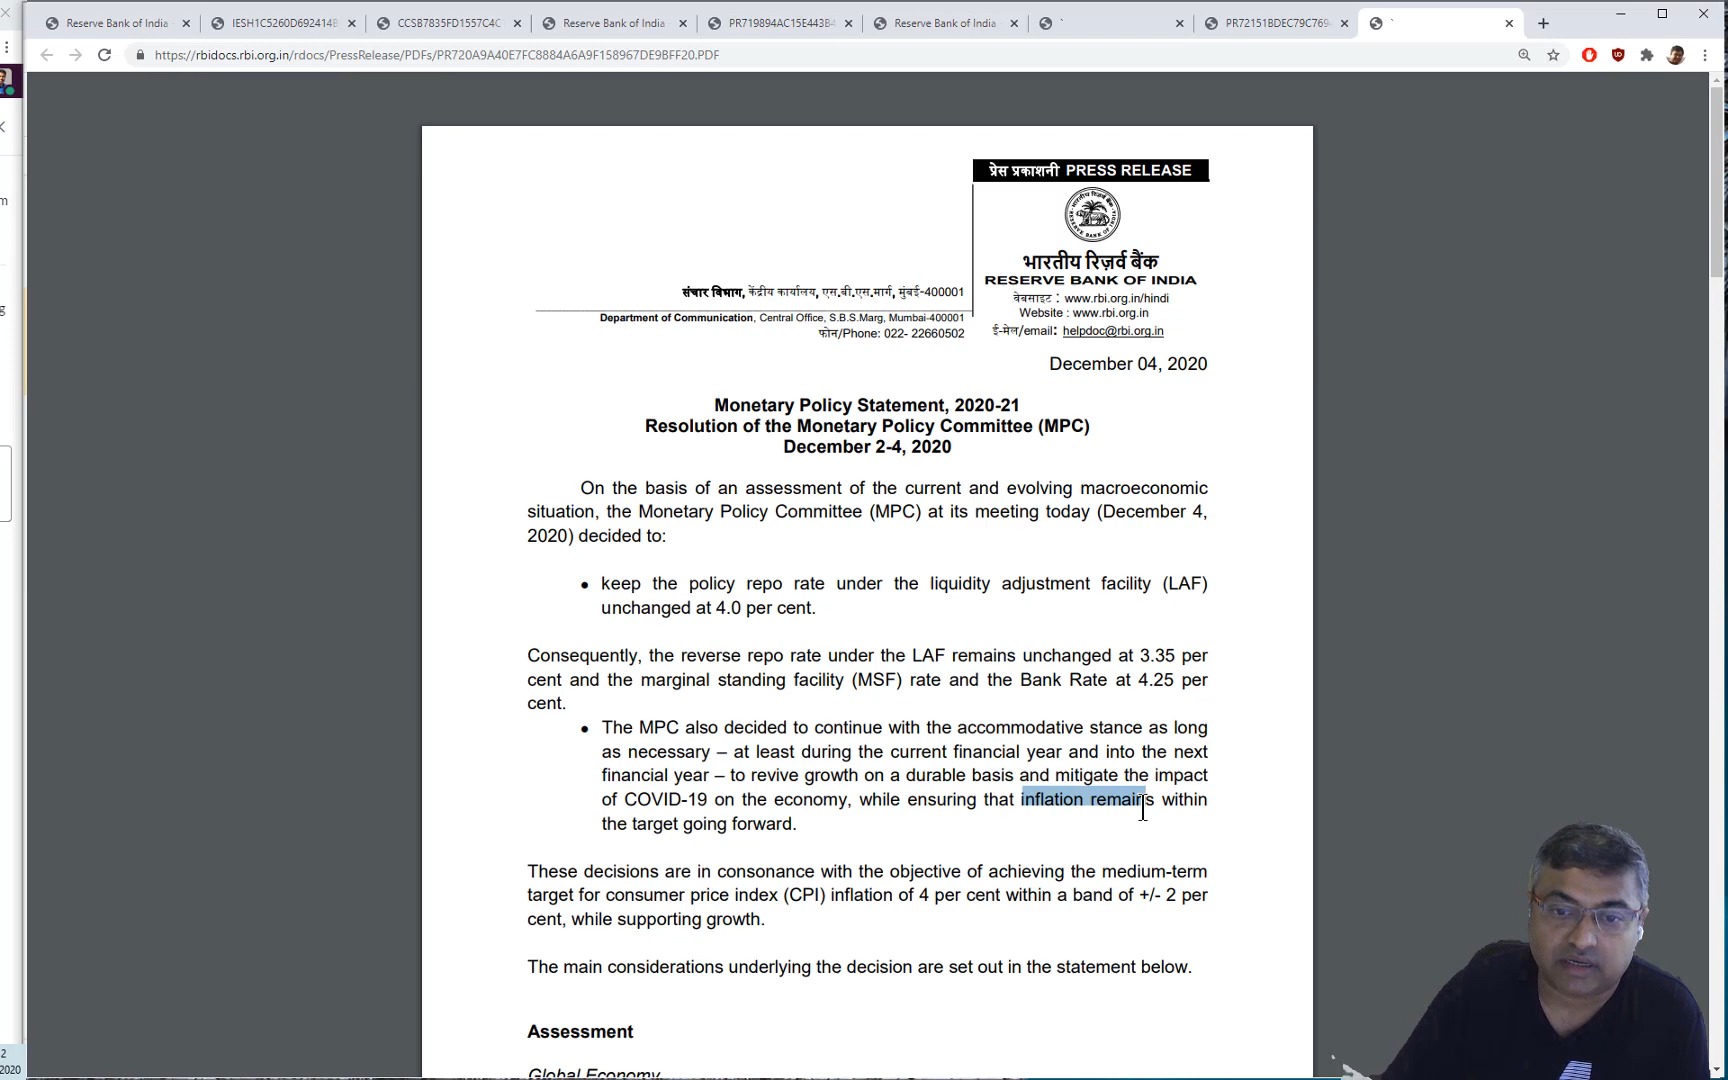 Reserve Bank of India -
IESH1C5260D692414B
CCSB7835FD1557C4C
Reserve Bank of India -
PR719894AC15E443B4
Reserve Bank of India -
`
PR72151BDEC79C769
`
https://rbidocs.rbi.org.in/rdocs/PressRelease/PDFs/PR720A9A40E7FC8884A6A9F158967DE9BFF20.PDF
प्रेस प्रकाशनी PRESS RELEASE
RESERVE BANK OF INDIA
भारतीय रिज़र्व बैंक
RESERVE BANK OF INDIA
वेबसाइट : www.rbi.org.in/hindi
Website : www.rbi.org.in
ई-मेल/email: helpdoc@rbi.org.in
संचार विभाग, केंद्रीय कार्यालय, एस.बी.एस.मार्ग, मुंबई-400001
Department of Communication, Central Office, S.B.S.Marg, Mumbai-400001
फोन/Phone: 022- 22660502
December 04, 2020
Monetary Policy Statement, 2020-21
Resolution of the Monetary Policy Committee (MPC)
December 2-4, 2020
On the basis of an assessment of the current and evolving macroeconomic
situation, the Monetary Policy Committee (MPC) at its meeting today (December 4,
2020) decided to:
• keep the policy repo rate under the liquidity adjustment facility (LAF)
unchanged at 4.0 per cent.
Consequently, the reverse repo rate under the LAF remains unchanged at 3.35 per
cent and the marginal standing facility (MSF) rate and the Bank Rate at 4.25 per
cent.
• The MPC also decided to continue with the accommodative stance as long
as necessary – at least during the current financial year and into the next
financial year – to revive growth on a durable basis and mitigate the impact
of COVID-19 on the economy, while ensuring that inflation remains within
the target going forward.
These decisions are in consonance with the objective of achieving the medium-term
target for consumer price index (CPI) inflation of 4 per cent within a band of +/- 2 per
cent, while supporting growth.
The main considerations underlying the decision are set out in the statement below.
Assessment
Global Economy
m
g
2
2020